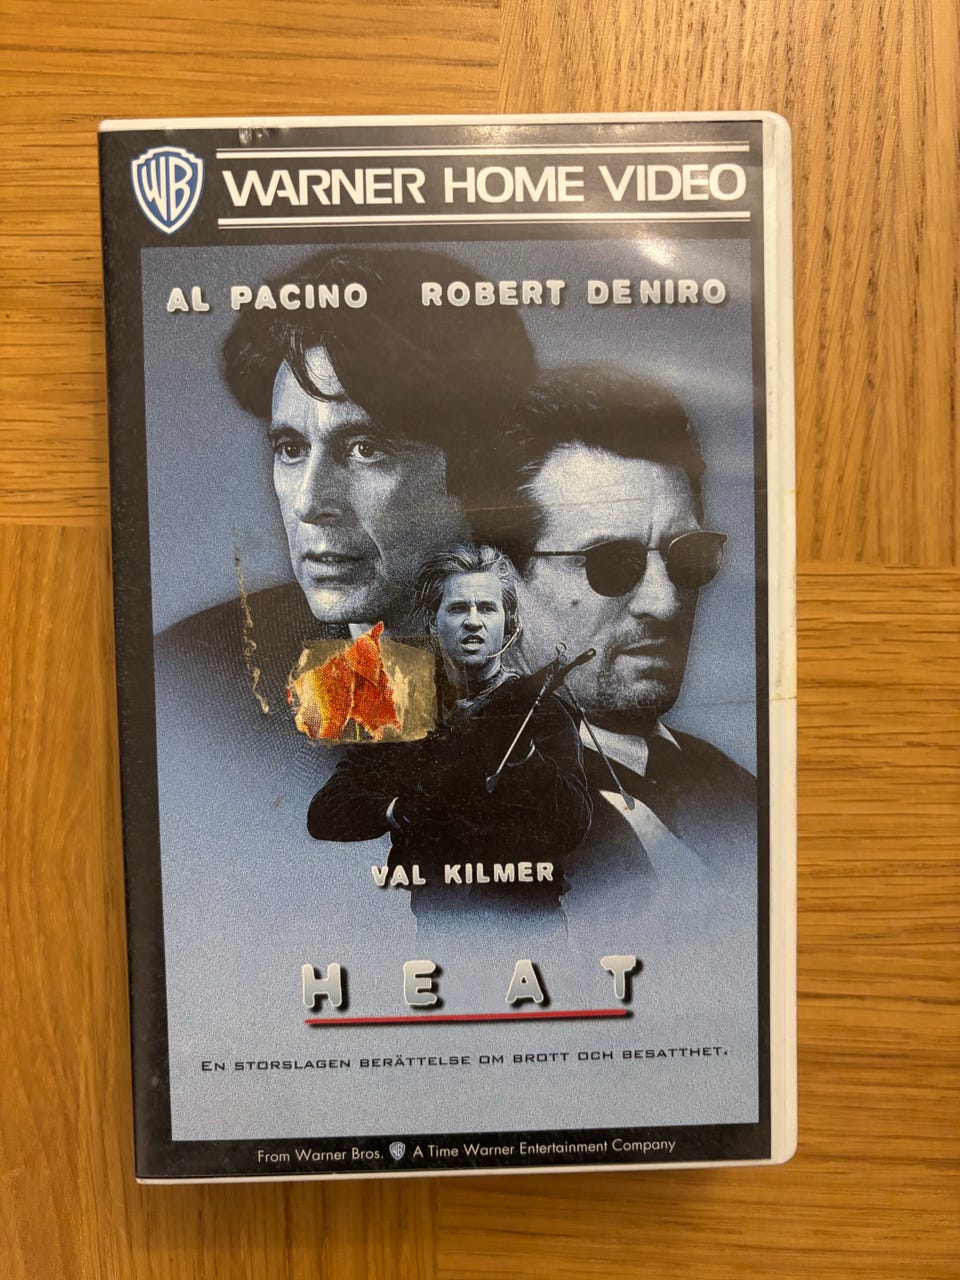 WB WARNER HOME VIDEO
AL PACINO ROBERT DE NIRO
VAL KILMER
HEAT
EN STORSLAGEN BERÄTTELSE OM BROTT OCH BESATTHET.
From Warner Bros. WB A Time Warner Entertainment Company